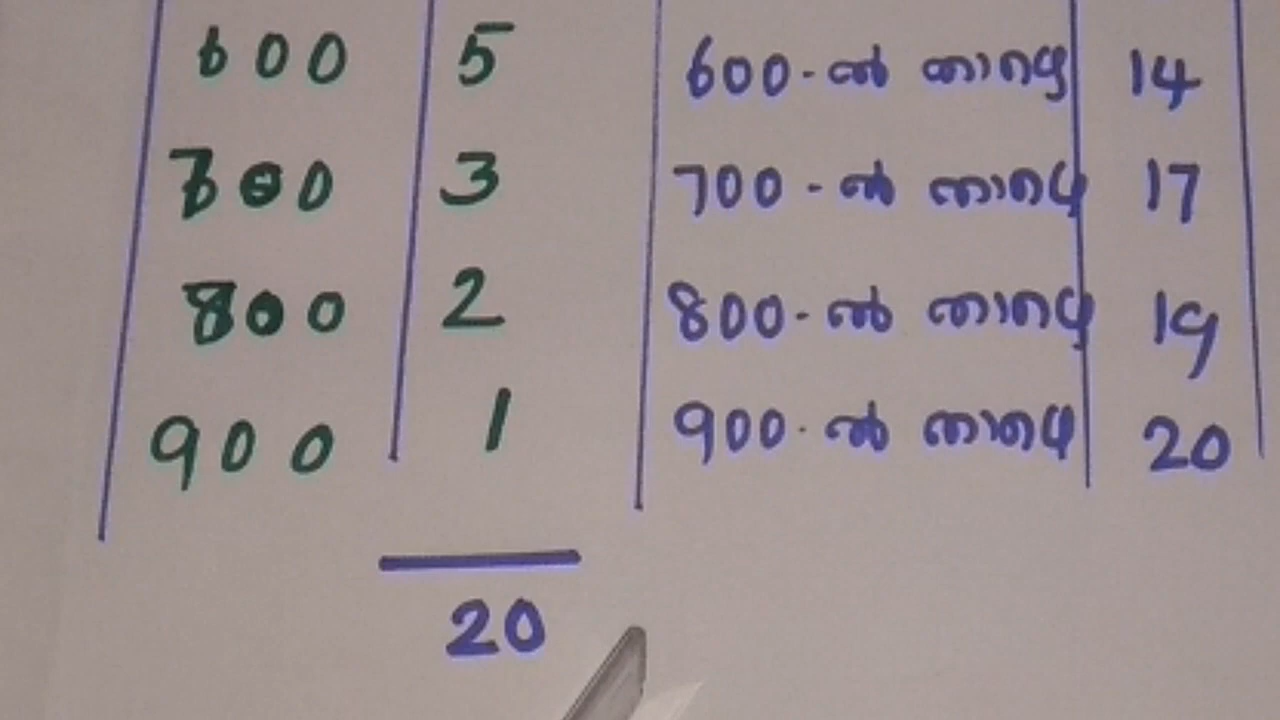 600 5 600-ൽ താഴെ 14
700 3 700-ൽ താഴെ 17
800 2 800-ൽ താഴെ 19
900 1 900-ൽ താഴെ 20
20